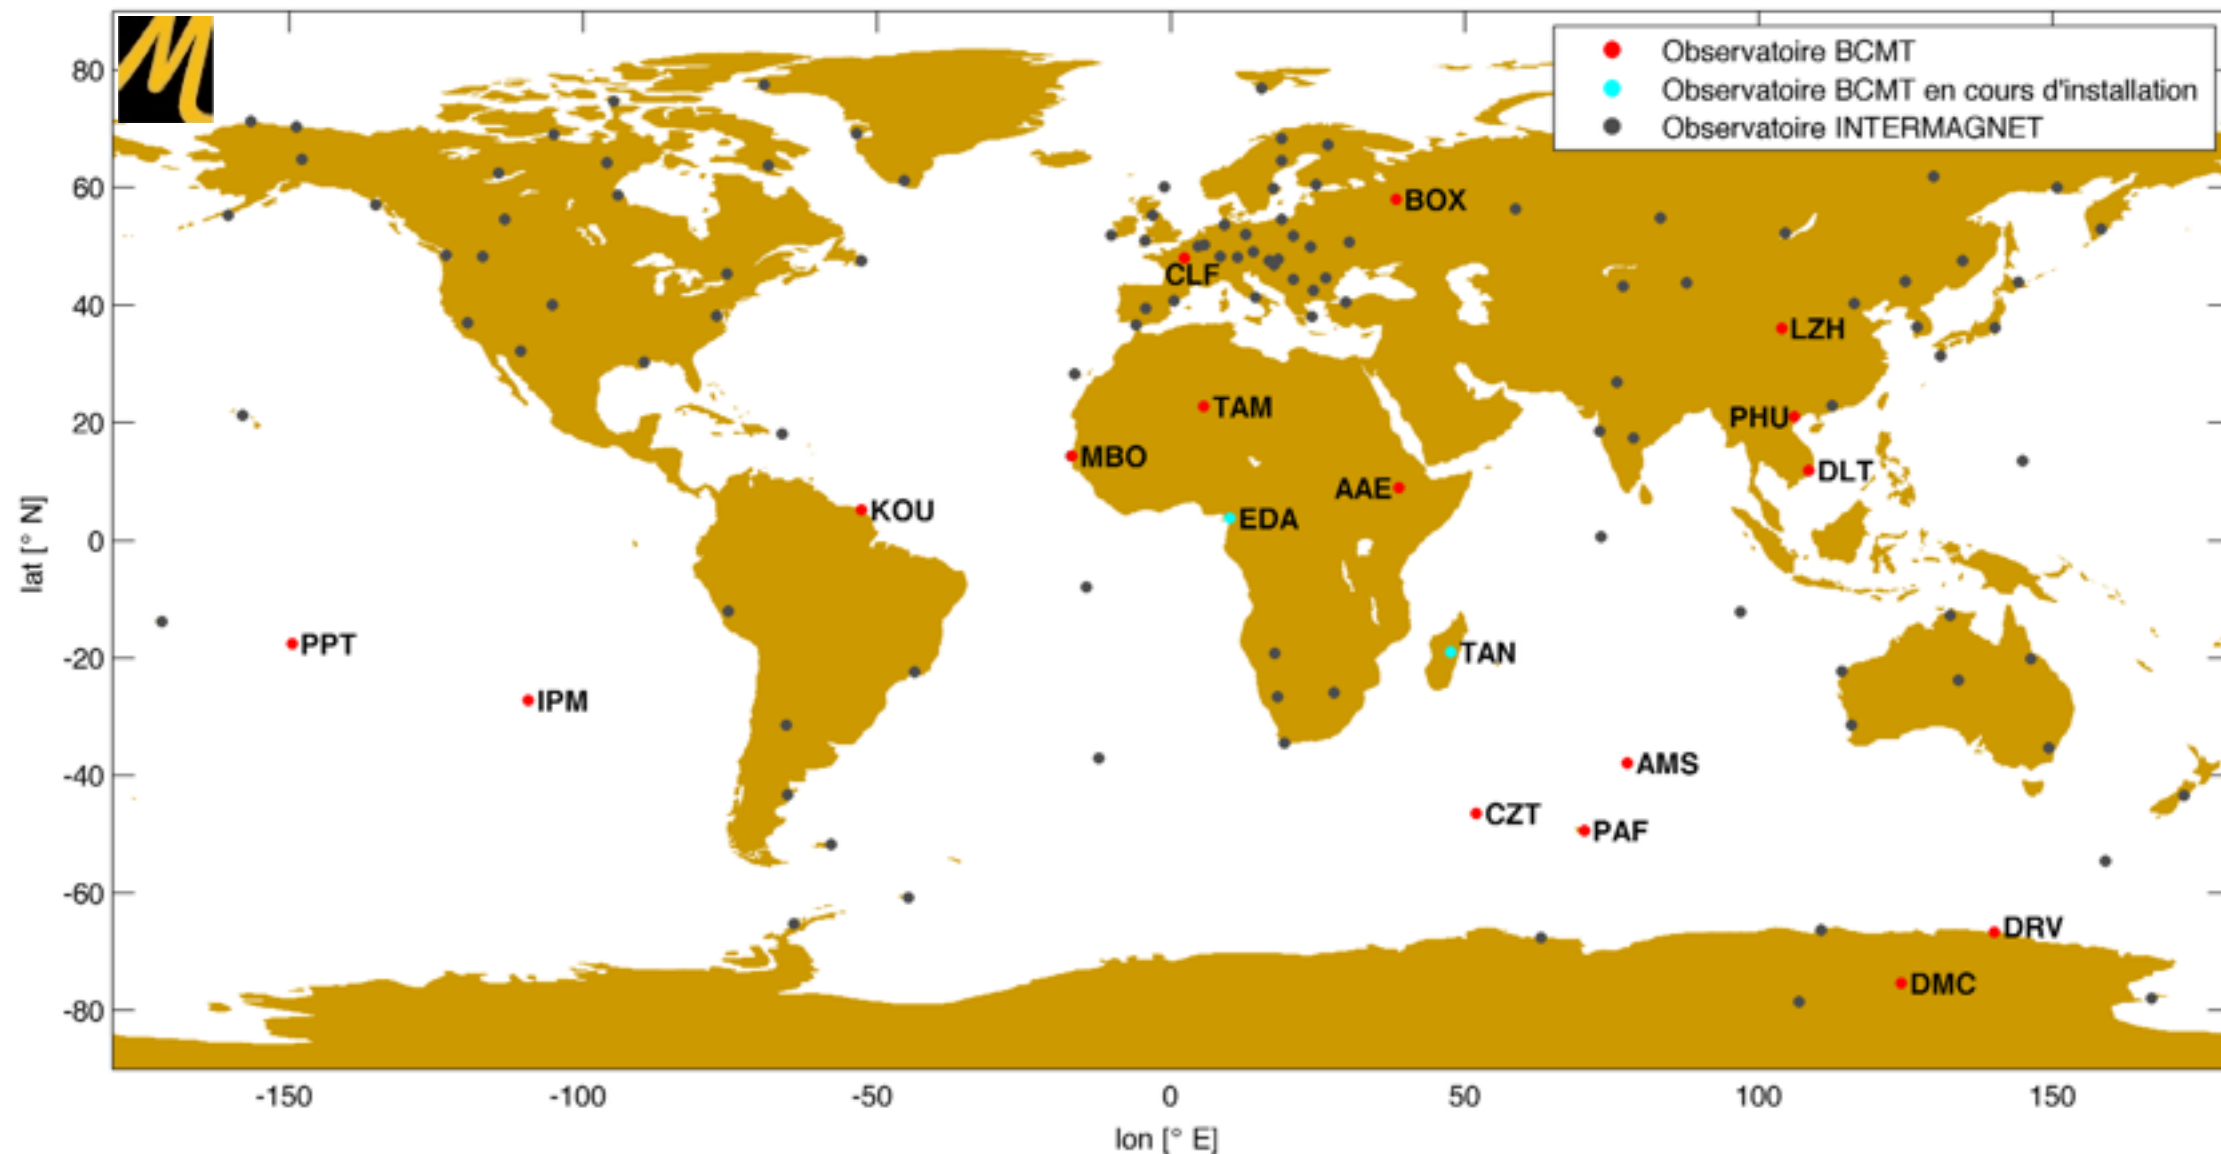 M
Observatoire BCMT
Observatoire BCMT en cours d'installation
Observatoire INTERMAGNET
80
60
40
20
0
-20
-40
-60
-80
lat [° N]
BOX
CLF
LZH
TAM
PHU
MBO
DLT
AAE
KOU
EDA
PPT
TAN
IPM
AMS
CZT
PAF
DRV
DMC
-150
-100
-50
0
50
100
150
lon [° E]